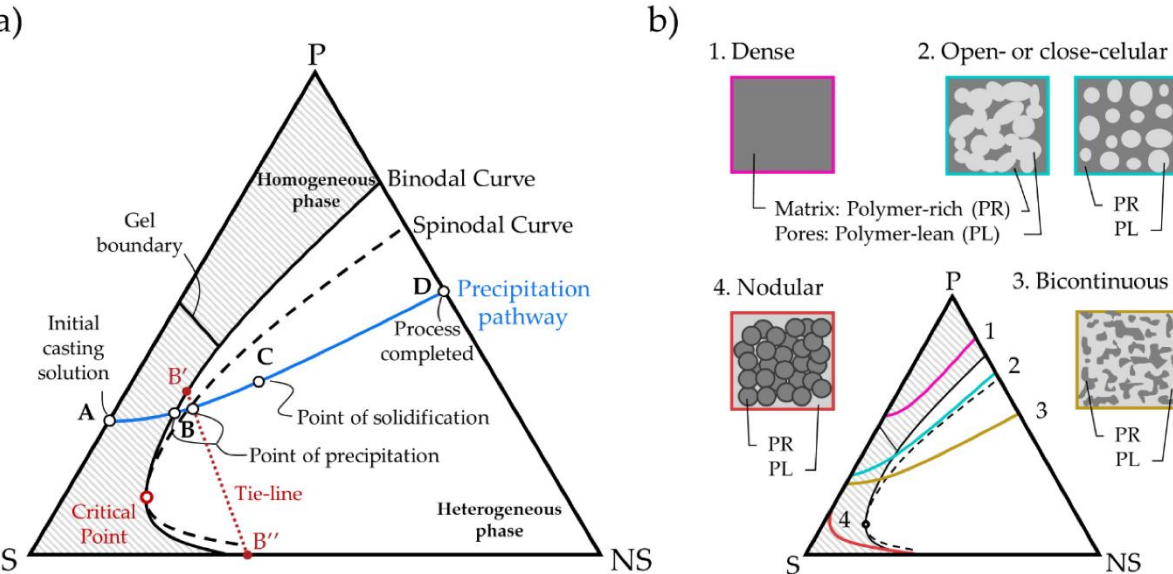 a)
P
Homogeneous
phase
Binodal Curve
Spinodal Curve
Gel
boundary
D
Precipitation
pathway
Process
completed
Initial
casting
solution
A
B'
C
B
Point of solidification
Point of precipitation
Tie-line
Critical
Point
Heterogeneous
phase
B''
S
NS
b)
1. Dense
2. Open- or close-celular
Matrix: Polymer-rich (PR)
Pores: Polymer-lean (PL)
PR
PL
4. Nodular
PR
PL
P
1
2
3
4
S
NS
3. Bicontinuous
PR
PL